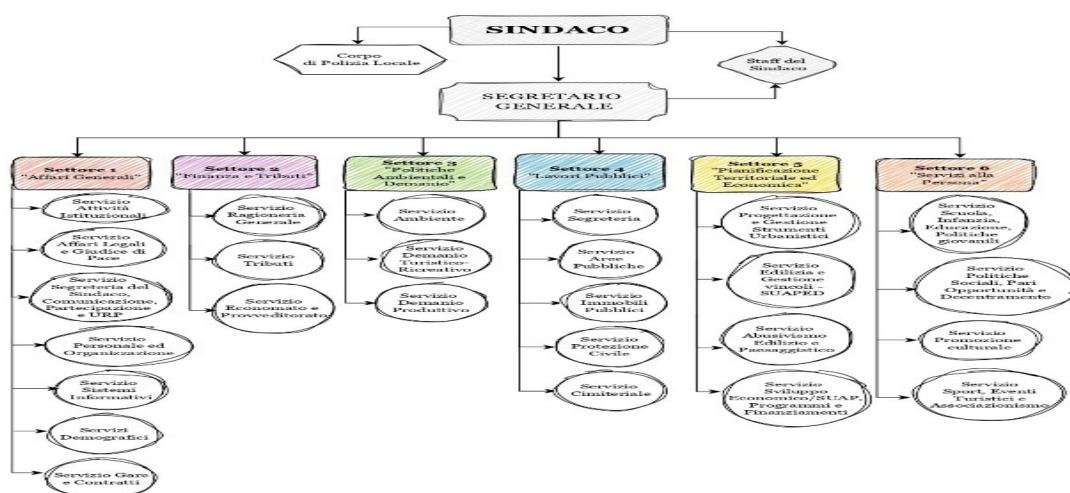 SINDACO
Corpo
di Polizia Locale
Staff del
Sindaco
SEGRETARIO
GENERALE
Settore 1
"Affari Generali"
Servizio
Attività
Istituzionali
Servizio
Affari Legali
e Giudice di
Pace
Servizio
Segreteria del
Sindaco,
Comunicazione,
Partecipazione
e URP
Servizio
Personale ed
Organizzazione
Servizio
Sistemi
Informativi
Servizi
Demografici
Servizio Gare
e Contratti
Settore 2
"Finanza e Tributi"
Servizio
Ragioneria
Generale
Servizio
Tributi
Servizio
Economato e
Provveditorato
Settore 3
"Politiche
Ambientali e
Demanio"
Servizio
Ambiente
Servizio
Demanio
Turistico-
Ricreativo
Servizio
Demanio
Produttivo
Settore 4
"Lavori Pubblici"
Servizio
Segreteria
Servizio
Aree
Pubbliche
Servizio
Immobili
Pubblici
Servizio
Protezione
Civile
Servizio
Cimiteriale
Settore 5
"Pianificazione
Territoriale ed
Economica"
Servizio
Progettazione
e Gestione
Strumenti
Urbanistici
Servizio
Edilizia e
Gestione
vincoli -
SUAPED
Servizio
Abusivismo
Edilizio e
Paesaggistico
Servizio
Sviluppo
Economico/SUAP,
Programmi e
Finanziamenti
Settore 6
"Servizi alla
Persona"
Servizio
Scuola,
Infanzia,
Educazione,
Politiche
giovanili
Servizio
Politiche
Sociali, Pari
Opportunità e
Decentramento
Servizio
Promozione
culturale
Servizio
Sport, Eventi
Turistici e
Associazionismo